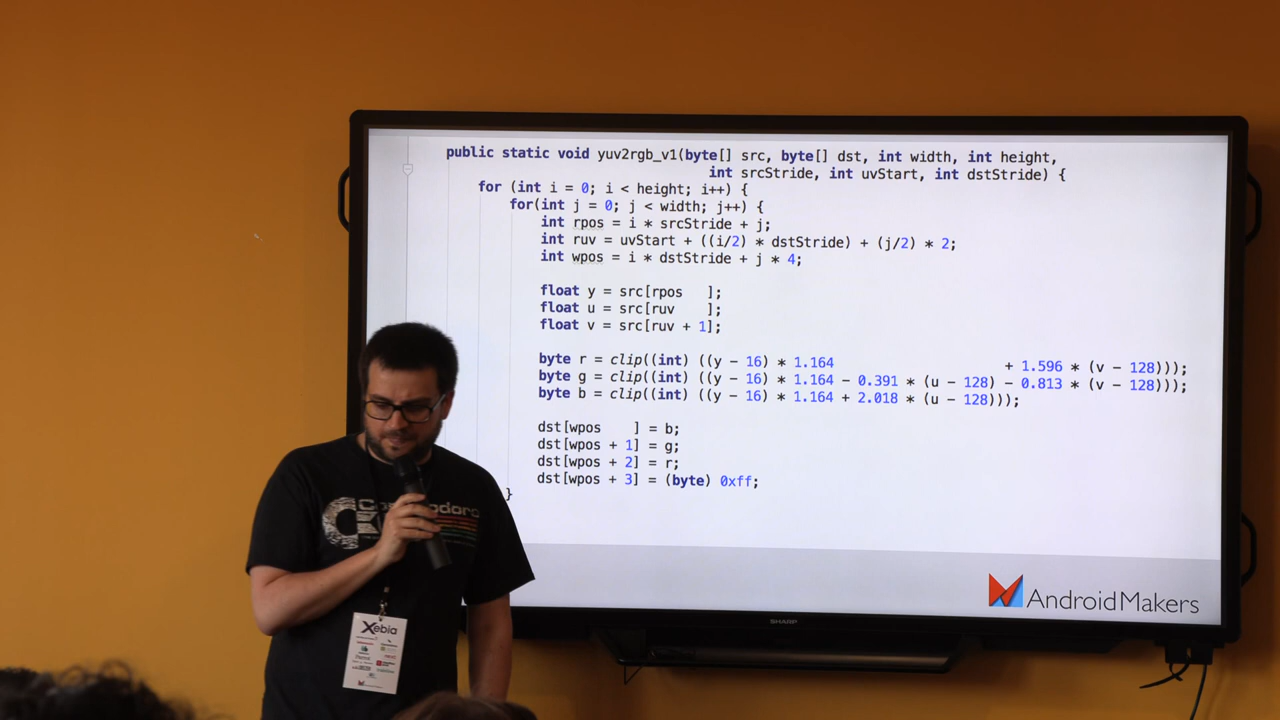 public static void yuv2rgb_v1(byte[] src, byte[] dst, int width, int height,
int srcStride, int uvStart, int dstStride) {
for (int i = 0; i < height; i++) {
for(int j = 0; j < width; j++) {
int rpos = i * srcStride + j;
int ruv = uvStart + ((i/2) * dstStride) + (j/2) * 2;
int wpos = i * dstStride + j * 4;
float y = src[rpos   ];
float u = src[ruv    ];
float v = src[ruv + 1];
byte r = clip((int) ((y - 16) * 1.164                     + 1.596 * (v - 128)));
byte g = clip((int) ((y - 16) * 1.164 - 0.391 * (u - 128) - 0.813 * (v - 128)));
byte b = clip((int) ((y - 16) * 1.164 + 2.018 * (u - 128)));
dst[wpos    ] = b;
dst[wpos + 1] = g;
dst[wpos + 2] = r;
dst[wpos + 3] = (byte) 0xff;
}
AndroidMakers
SHARP
Xebia